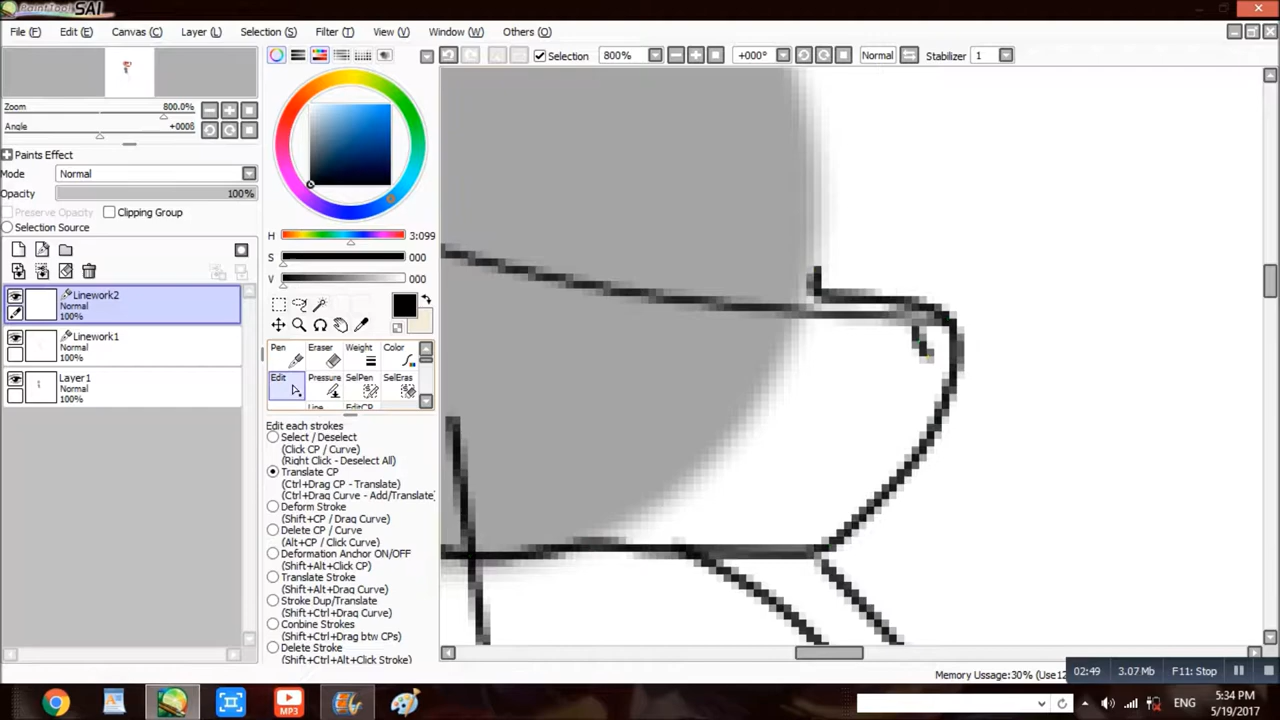 PaintTool SAI
File (F) Edit (E) Canvas (C) Layer (L) Selection (S) Filter (T) View (V) Window (W) Others (O)
Selection 800% +000° Normal Stabilizer 1
Zoom 800.0%
Angle
Paints Effect
Mode Normal
Opacity 100%
Preserve Opacity Clipping Group
Selection Source
Linework2
Normal
100%
Linework1
Normal
100%
Layer1
Normal
100%
H 3:099
S 000
V 000
Pen Eraser Weight Color
Edit Pressure SelPen SelEras
Line EditCP
Edit each strokes
Select / Deselect
(Click CP / Curve)
(Right Click - Deselect All)
Translate CP
(Ctrl+Drag CP - Translate)
(Ctrl+Drag Curve - Add/Translate)
Deform Stroke
(Shift+CP / Drag Curve)
Delete CP / Curve
(Alt+CP / Click Curve)
Deformation Anchor ON/OFF
(Shift+Alt+Click CP)
Translate Stroke
(Shift+Alt+Drag Curve)
Stroke Dup/Translate
(Shift+Ctrl+Drag Curve)
Combine Strokes
(Shift+Ctrl+Drag btw CPs)
Delete Stroke
(Shift+Ctrl+Alt+Click Stroke)
Memory Ussage:30% (Use12
02:49 3.07 Mb F11: Stop
MP3
ENG
5:34 PM
5/19/2017